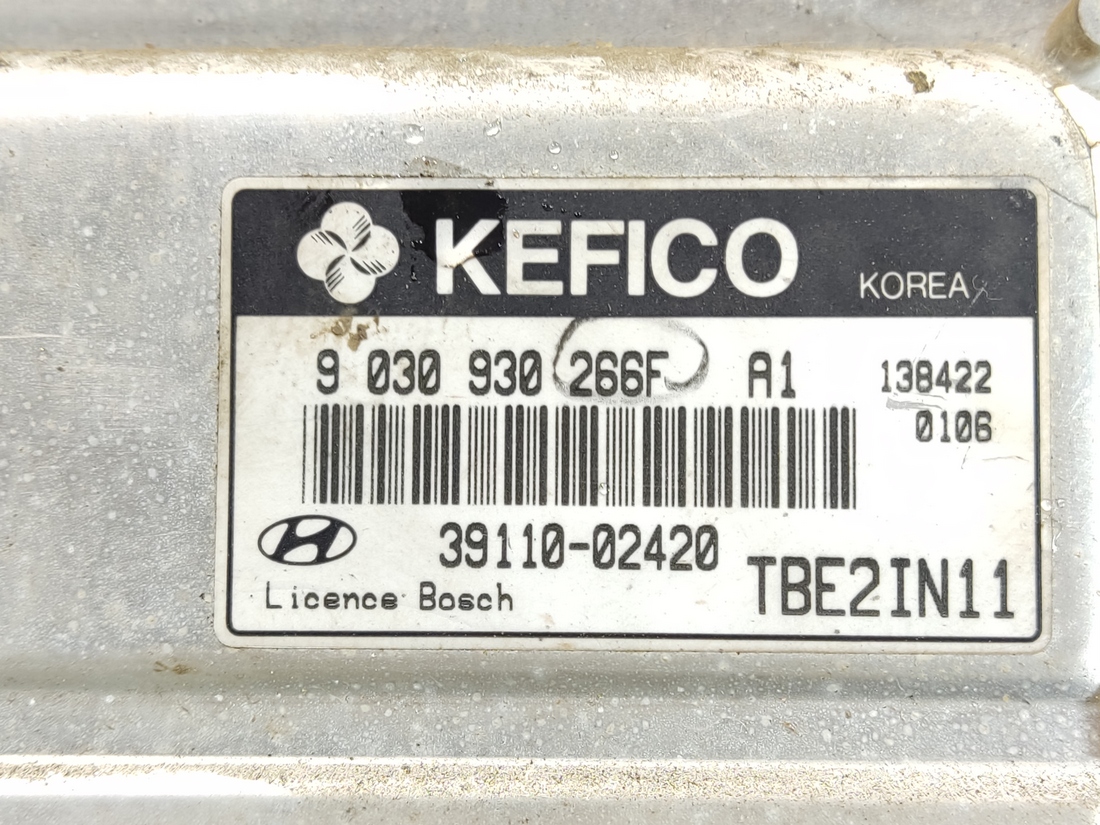 KEFICO
KOREA
9 030 930 266F A1 138422
0106
39110-02420
Licence Bosch TBE2IN11